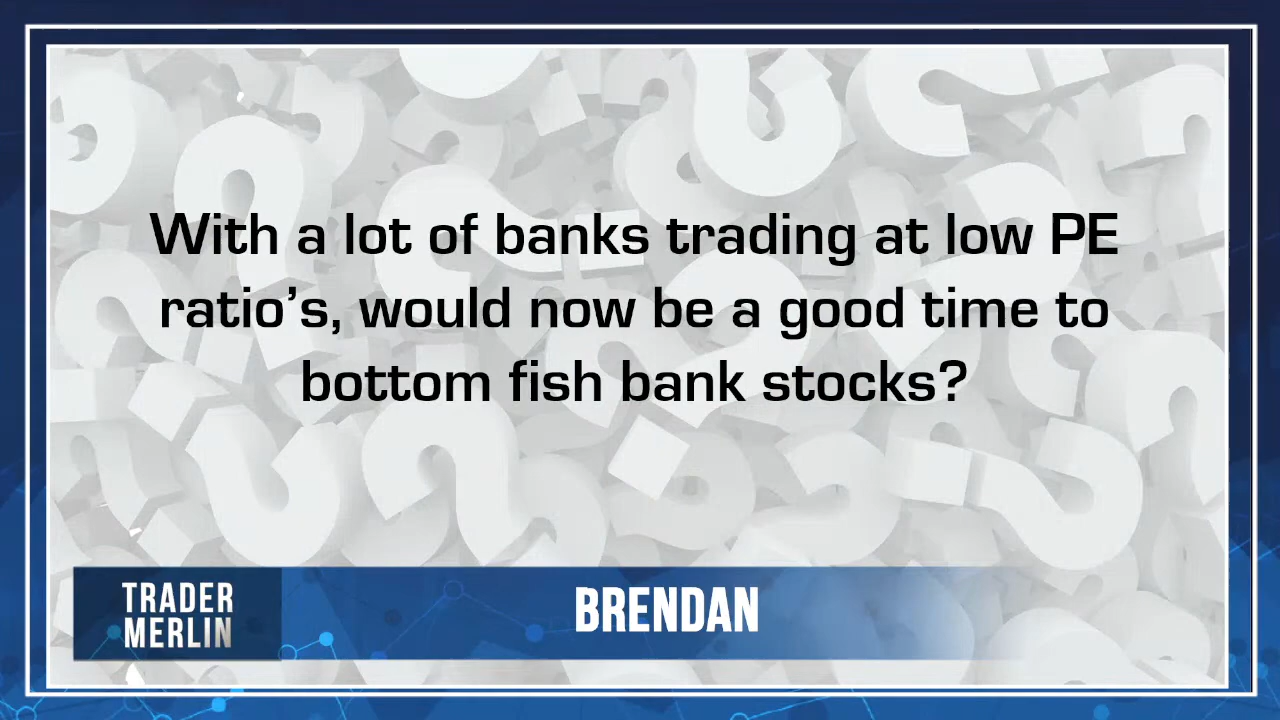 With a lot of banks trading at low PE
ratio's, would now be a good time to
bottom fish bank stocks?
TRADER
MERLIN
BRENDAN